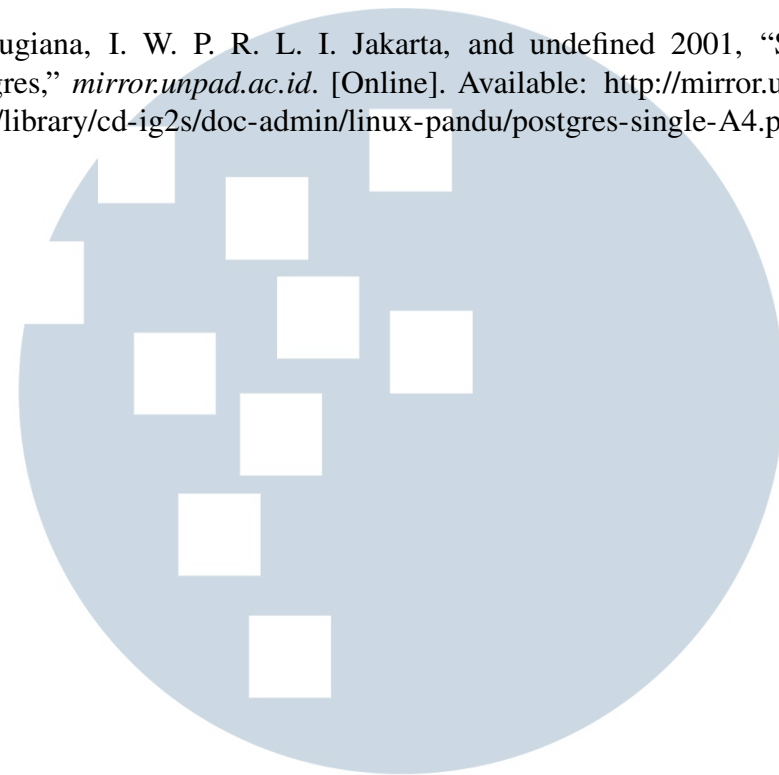 ugiana, I. W. P. R. L. I. Jakarta, and undefined 2001, “S
gres,” mirror.unpad.ac.id. [Online]. Available: http://mirror.u
/library/cd-ig2s/doc-admin/linux-pandu/postgres-single-A4.p